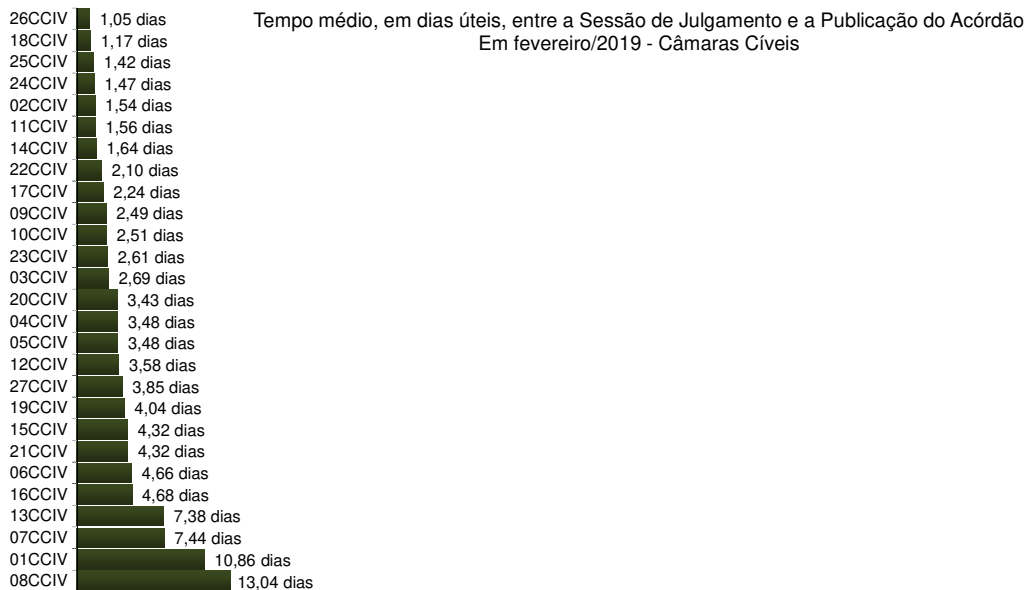 Tempo médio, em dias úteis, entre a Sessão de Julgamento e a Publicação do Acórdão
Em fevereiro/2019 - Câmaras Cíveis
26CCIV 1,05 dias
18CCIV 1,17 dias
25CCIV 1,42 dias
24CCIV 1,47 dias
02CCIV 1,54 dias
11CCIV 1,56 dias
14CCIV 1,64 dias
22CCIV 2,10 dias
17CCIV 2,24 dias
09CCIV 2,49 dias
10CCIV 2,51 dias
23CCIV 2,61 dias
03CCIV 2,69 dias
20CCIV 3,43 dias
04CCIV 3,48 dias
05CCIV 3,48 dias
12CCIV 3,58 dias
27CCIV 3,85 dias
19CCIV 4,04 dias
15CCIV 4,32 dias
21CCIV 4,32 dias
06CCIV 4,66 dias
16CCIV 4,68 dias
13CCIV 7,38 dias
07CCIV 7,44 dias
01CCIV 10,86 dias
08CCIV 13,04 dias